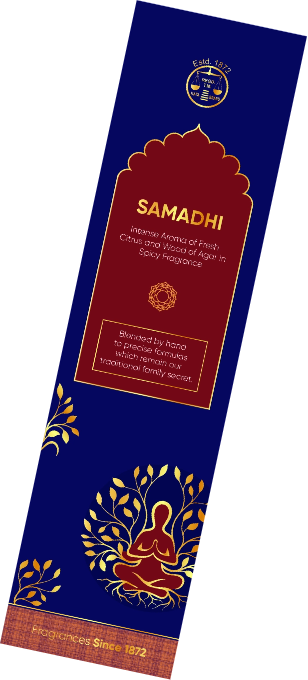 Estd. 1872
SAMADHI
Intense Aroma of Fresh
Citrus and Wood of Agar in
Spicy Fragrance
Blended by hand
to precise formulas
which remain our
traditional family secret.
Fragrances Since 1872